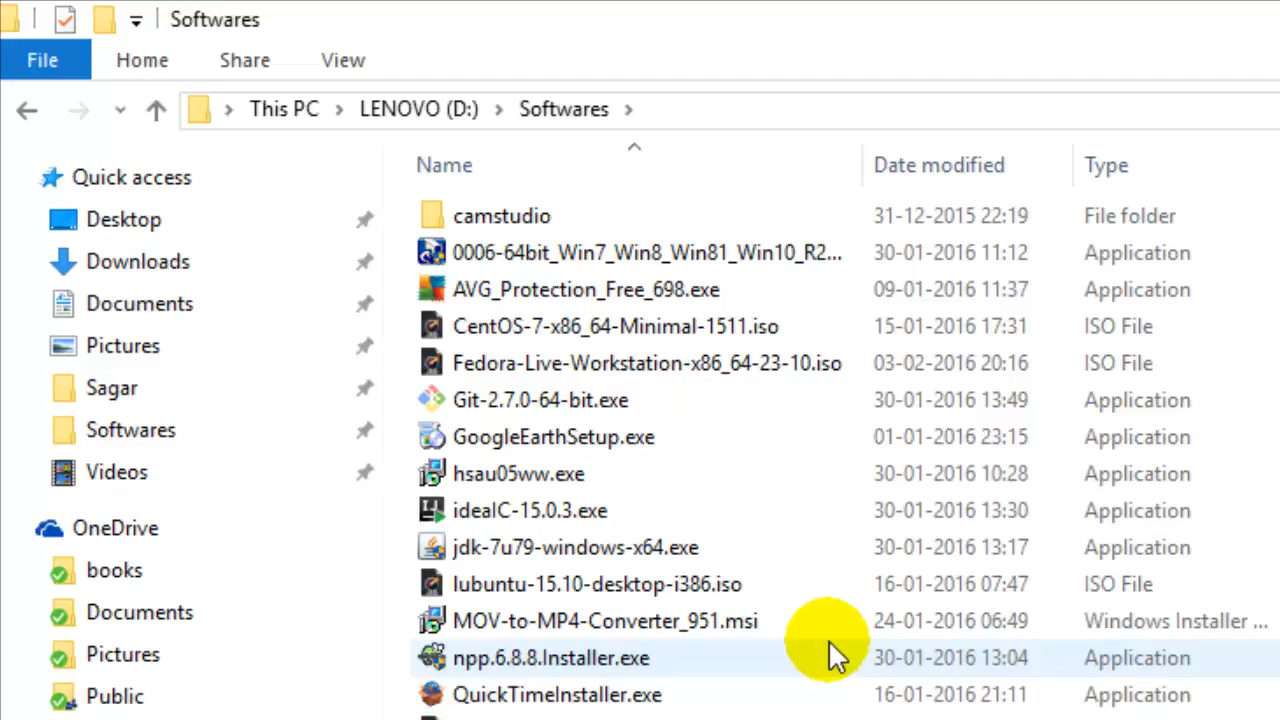 Softwares
File Home Share View
This PC LENOVO (D:) Softwares
Name Date modified Type
Quick access
Desktop
Downloads
Documents
Pictures
Sagar
Softwares
Videos
OneDrive
books
Documents
Pictures
Public
camstudio 31-12-2015 22:19 File folder
0006-64bit_Win7_Win8_Win81_Win10_R2... 30-01-2016 11:12 Application
AVG_Protection_Free_698.exe 09-01-2016 11:37 Application
CentOS-7-x86_64-Minimal-1511.iso 15-01-2016 17:31 ISO File
Fedora-Live-Workstation-x86_64-23-10.iso 03-02-2016 20:16 ISO File
Git-2.7.0-64-bit.exe 30-01-2016 13:49 Application
GoogleEarthSetup.exe 01-01-2016 23:15 Application
hsau05ww.exe 30-01-2016 10:28 Application
ideaIC-15.0.3.exe 30-01-2016 13:30 Application
jdk-7u79-windows-x64.exe 30-01-2016 13:17 Application
lubuntu-15.10-desktop-i386.iso 16-01-2016 07:47 ISO File
MOV-to-MP4-Converter_951.msi 24-01-2016 06:49 Windows Installer ...
npp.6.8.8.Installer.exe 30-01-2016 13:04 Application
QuickTimeInstaller.exe 16-01-2016 21:11 Application